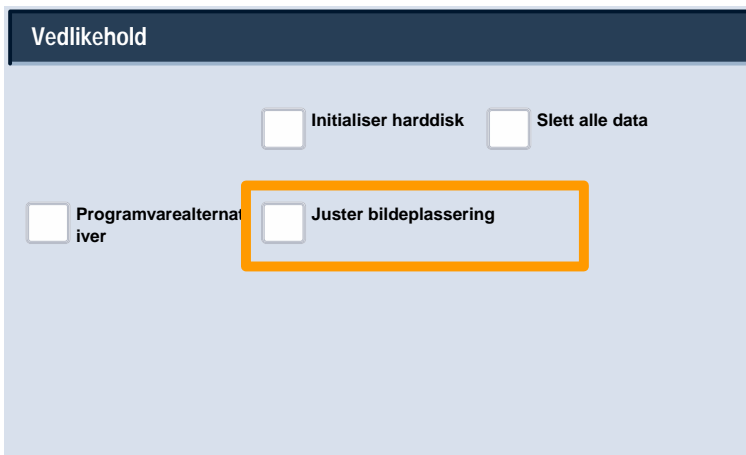 Vedlikehold
Initialiser harddisk
Slett alle data
Programvarealternat
iver
Juster bildeplassering